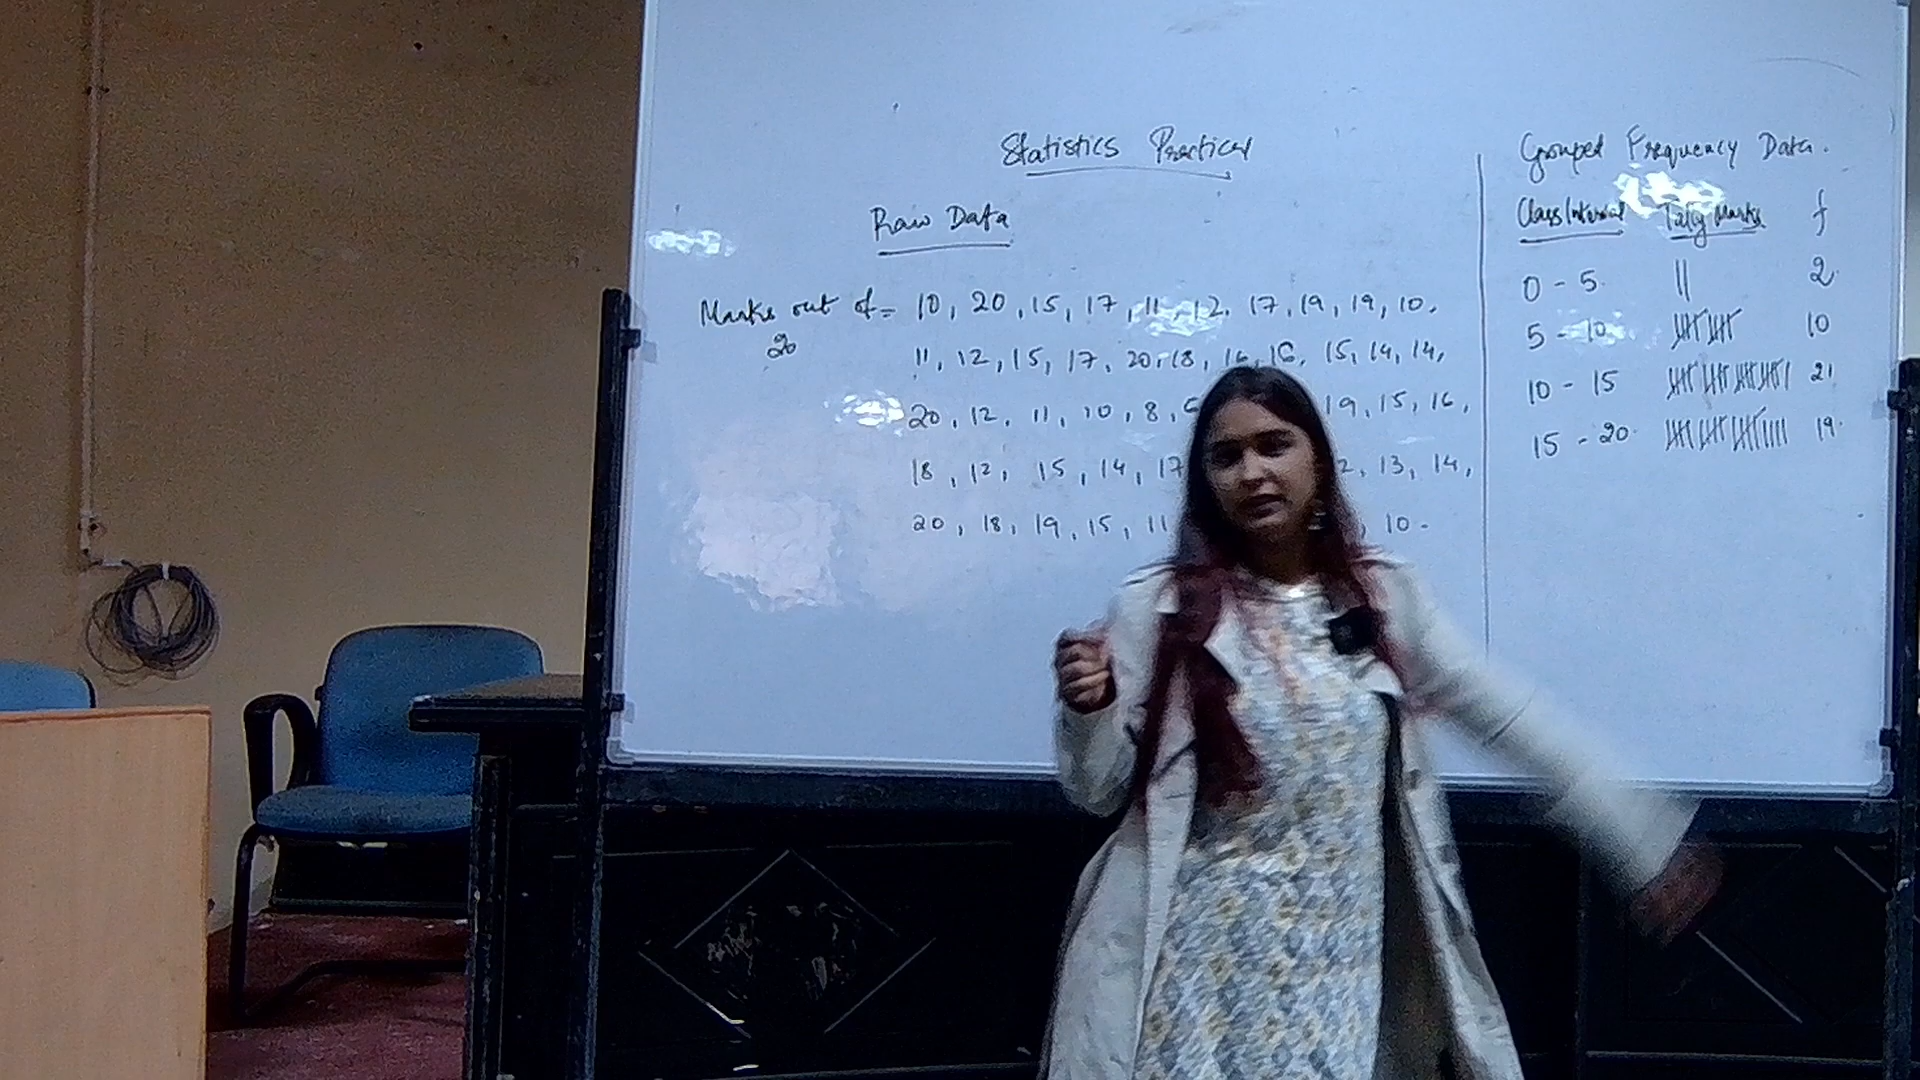 Statistics Practical
Raw Data
Marks out of = 10, 20, 15, 17, 11, 12, 17, 19, 19, 10,
20
11, 12, 15, 17, 20, 18, 16, 16, 15, 14, 14,
20, 12, 11, 10, 8, 19, 15, 16,
18, 12, 15, 14, 17 13, 14,
20, 18, 19, 15, 11 , 10.
Grouped Frequency Data.
Class Interval Tally Marks f
0 - 5 || 2
5 - 10 10
10 - 15 21
15 - 20 19